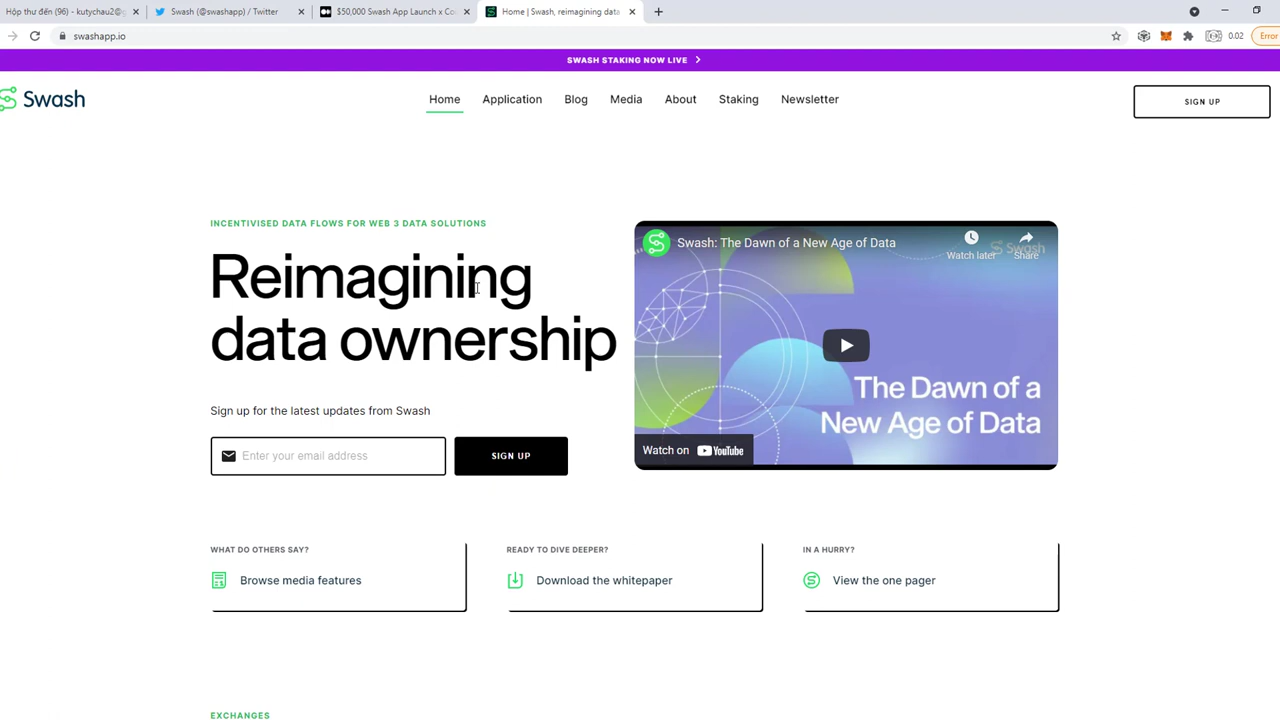 Hộp thư đến (96) - kutychau2@g
Swash (@swashapp) / Twitter
$50,000 Swash App Launch x Co
Home | Swash, reimagining data
swashapp.io
0.02
Error
SWASH STAKING NOW LIVE
Swash
Home
Application
Blog
Media
About
Staking
Newsletter
SIGN UP
INCENTIVISED DATA FLOWS FOR WEB 3 DATA SOLUTIONS
Reimagining
data ownership
Sign up for the latest updates from Swash
Enter your email address
SIGN UP
Swash: The Dawn of a New Age of Data
Watch later
Share
Swash
The Dawn of a
New Age of Data
Watch on YouTube
WHAT DO OTHERS SAY?
Browse media features
READY TO DIVE DEEPER?
Download the whitepaper
IN A HURRY?
View the one pager
EXCHANGES